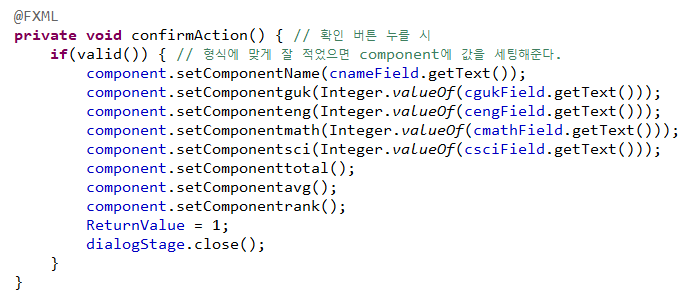 @FXML
private void confirmAction() { // 확인 버튼 누를 시
if(valid()) { // 형식에 맞게 잘 적었으면 component에 값을 세팅해준다.
component.setComponentName(cnameField.getText());
component.setComponentguk(Integer.valueOf(cgukField.getText()));
component.setComponenteng(Integer.valueOf(cengField.getText()));
component.setComponentmath(Integer.valueOf(cmathField.getText()));
component.setComponentsci(Integer.valueOf(csciField.getText()));
component.setComponenttotal();
component.setComponentavg();
component.setComponentrank();
ReturnValue = 1;
dialogStage.close();
}
}